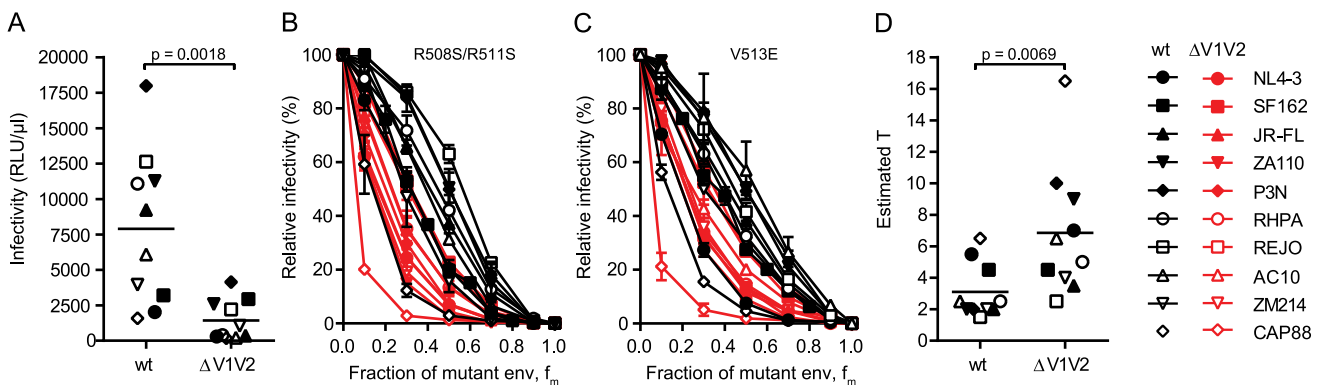 A
Infectivity (RLU/µl)
20000
17500
15000
12500
10000
7500
5000
2500
0
p = 0.0018
wt
ΔV1V2
B
R508S/R511S
Relative infectivity (%)
100
80
60
40
20
0
0.0
0.2
0.4
0.6
0.8
1.0
Fraction of mutant env, fm
C
V513E
Relative infectivity (%)
100
80
60
40
20
0
0.0
0.2
0.4
0.6
0.8
1.0
Fraction of mutant env, fm
D
Estimated T
18
16
14
12
10
8
6
4
2
0
p = 0.0069
wt
ΔV1V2
wt ΔV1V2
NL4-3
SF162
JR-FL
ZA110
P3N
RHPA
REJO
AC10
ZM214
CAP88